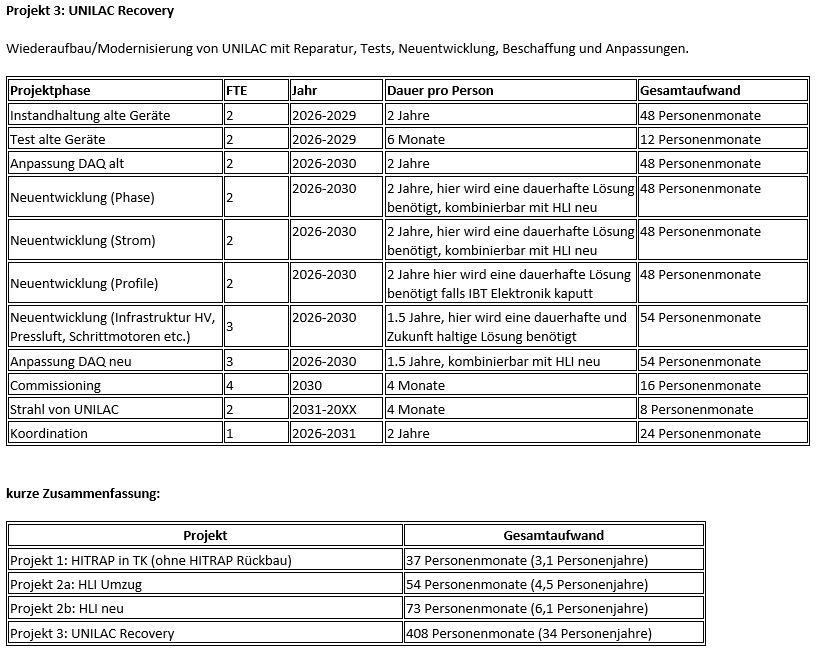 Projekt 3: UNILAC Recovery
Wiederaufbau/Modernisierung von UNILAC mit Reparatur, Tests, Neuentwicklung, Beschaffung und Anpassungen.
Projektphase FTE Jahr Dauer pro Person Gesamtaufwand
Instandhaltung alte Geräte 2 2026-2029 2 Jahre 48 Personenmonate
Test alte Geräte 2 2026-2029 6 Monate 12 Personenmonate
Anpassung DAQ alt 2 2026-2030 2 Jahre 48 Personenmonate
Neuentwicklung (Phase) 2 2026-2030 2 Jahre, hier wird eine dauerhafte Lösung
benötigt, kombinierbar mit HLI neu 48 Personenmonate
Neuentwicklung (Strom) 2 2026-2030 2 Jahre, hier wird eine dauerhafte Lösung
benötigt, kombinierbar mit HLI neu 48 Personenmonate
Neuentwicklung (Profile) 2 2026-2030 2 Jahre hier wird eine dauerhafte Lösung
benötigt falls IBT Elektronik kaputt 48 Personenmonate
Neuentwicklung (Infrastruktur HV,
Pressluft, Schrittmotoren etc.) 3 2026-2030 1.5 Jahre, hier wird eine dauerhafte und
Zukunft haltige Lösung benötigt 54 Personenmonate
Anpassung DAQ neu 3 2026-2030 1.5 Jahre, kombinierbar mit HLI neu 54 Personenmonate
Commissioning 4 2030 4 Monate 16 Personenmonate
Strahl von UNILAC 2 2031-20XX 4 Monate 8 Personenmonate
Koordination 1 2026-2031 2 Jahre 24 Personenmonate
kurze Zusammenfassung:
Projekt Gesamtaufwand
Projekt 1: HITRAP in TK (ohne HITRAP Rückbau) 37 Personenmonate (3,1 Personenjahre)
Projekt 2a: HLI Umzug 54 Personenmonate (4,5 Personenjahre)
Projekt 2b: HLI neu 73 Personenmonate (6,1 Personenjahre)
Projekt 3: UNILAC Recovery 408 Personenmonate (34 Personenjahre)